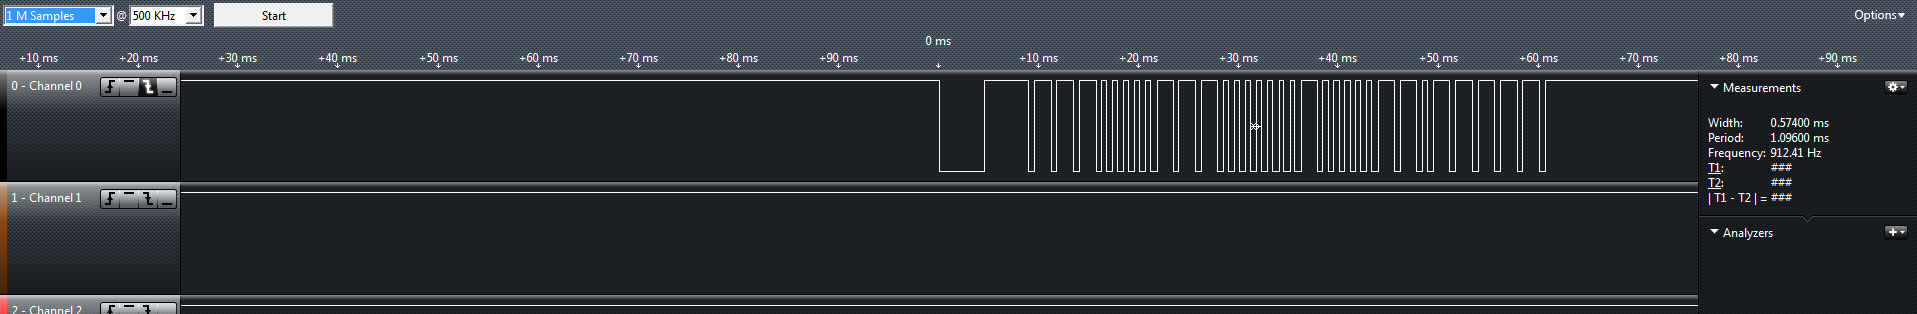 1 M Samples @ 500 KHz Start Options
0 ms
+10 ms +20 ms +30 ms +40 ms +50 ms +60 ms +70 ms +80 ms +90 ms +10 ms +20 ms +30 ms +40 ms +50 ms +60 ms +70 ms +80 ms +90 ms
0 - Channel 0
Measurements
Width: 0.57400 ms
Period: 1.09600 ms
Frequency: 912.41 Hz
T1: ###
T2: ###
| T1 - T2 | = ###
1 - Channel 1
Analyzers
2 - Channel 2